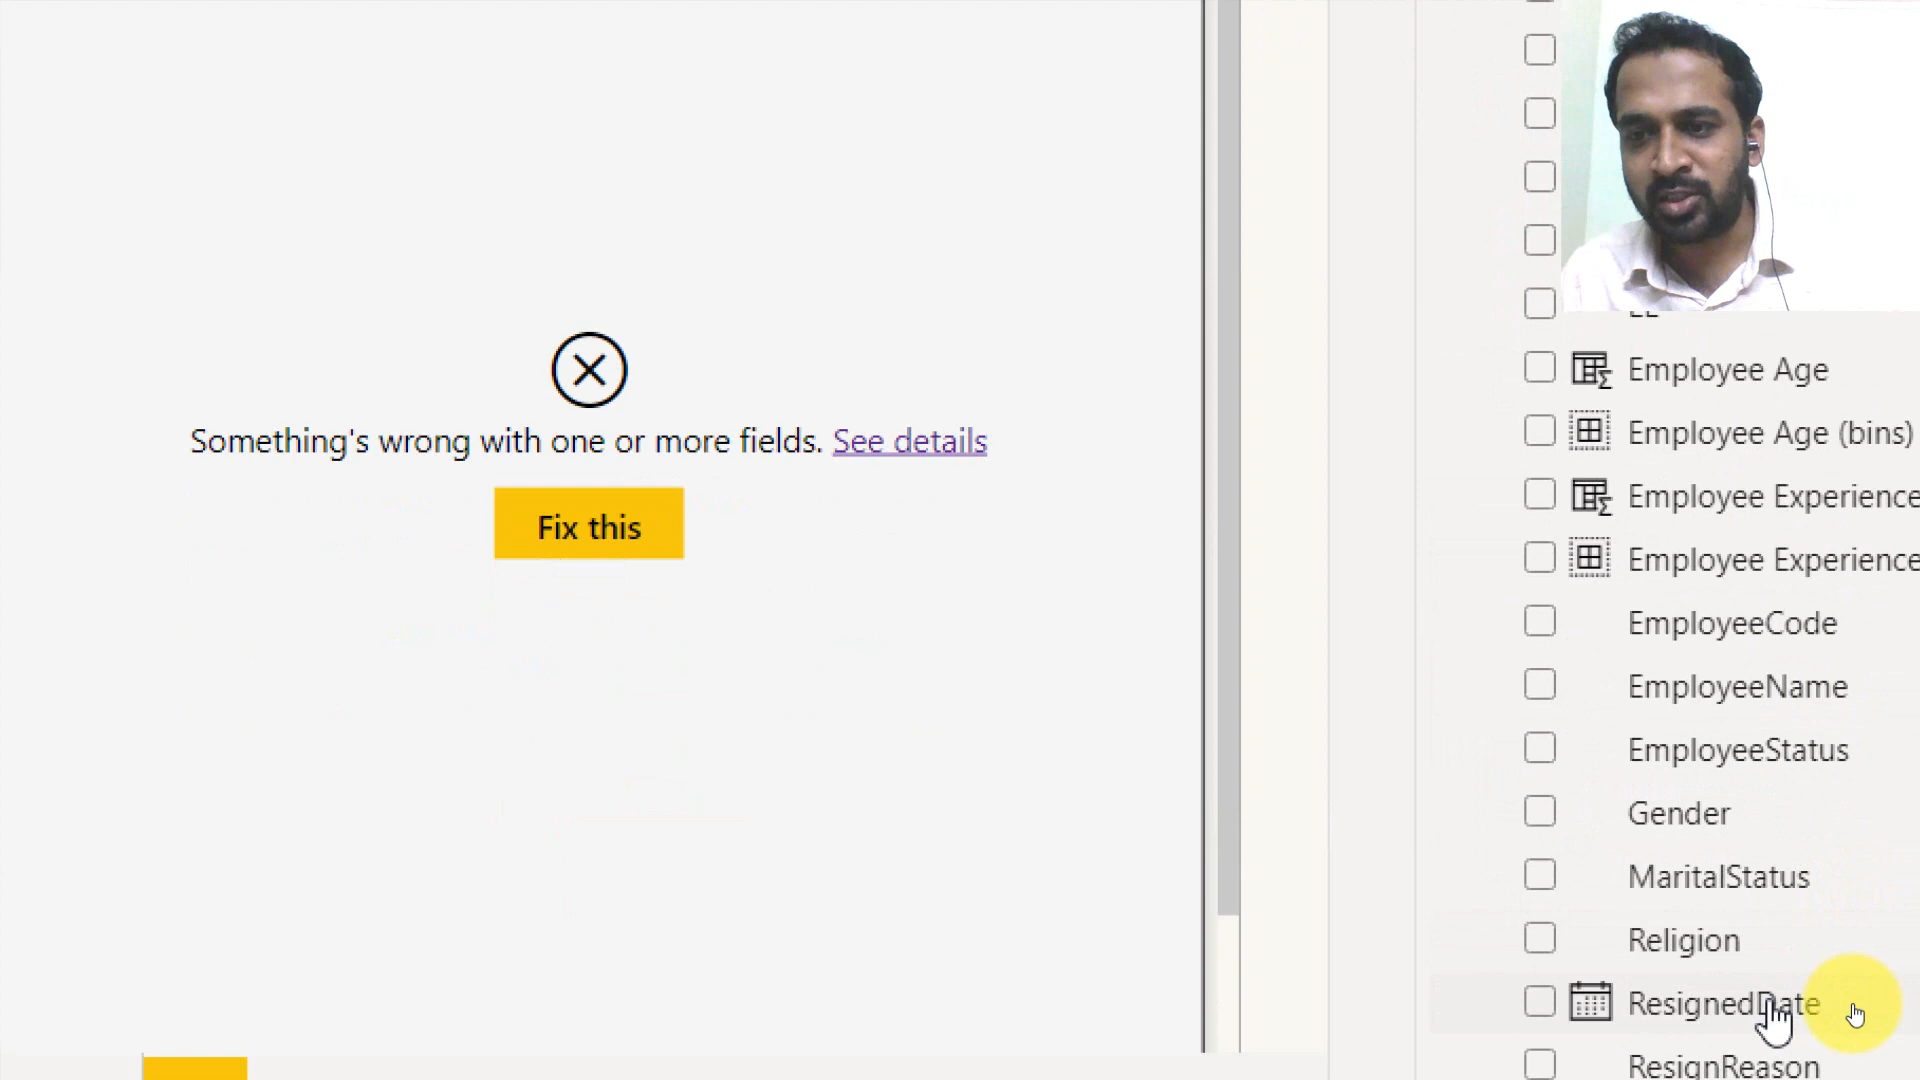 Something's wrong with one or more fields. See details
Fix this
Employee Age
Employee Age (bins)
Employee Experience
Employee Experience
EmployeeCode
EmployeeName
EmployeeStatus
Gender
MaritalStatus
Religion
ResignedDate
ResignReason